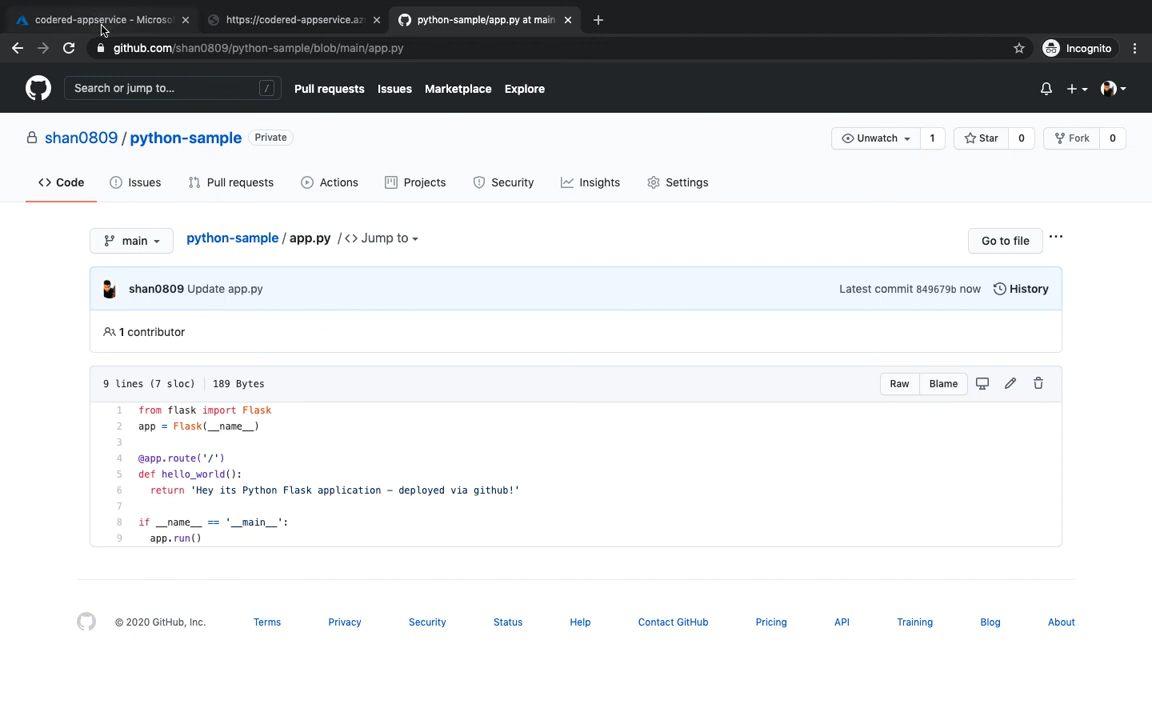 codered-appservice - Microso
https://codered-appservice.az
python-sample/app.py at main
github.com/shan0809/python-sample/blob/main/app.py
Incognito
Search or jump to...
/
Pull requests
Issues
Marketplace
Explore
shan0809 / python-sample
Private
Unwatch
1
Star
0
Fork
0
Code
Issues
Pull requests
Actions
Projects
Security
Insights
Settings
main
python-sample / app.py / <> Jump to
Go to file
shan0809 Update app.py
Latest commit 849679b now
History
1 contributor
9 lines (7 sloc)
189 Bytes
Raw
Blame
1 from flask import Flask
2 app = Flask(__name__)
3
4 @app.route('/')
5 def hello_world():
6 return 'Hey its Python Flask application – deployed via github!'
7
8 if __name__ == '__main__':
9 app.run()
© 2020 GitHub, Inc.
Terms
Privacy
Security
Status
Help
Contact GitHub
Pricing
API
Training
Blog
About